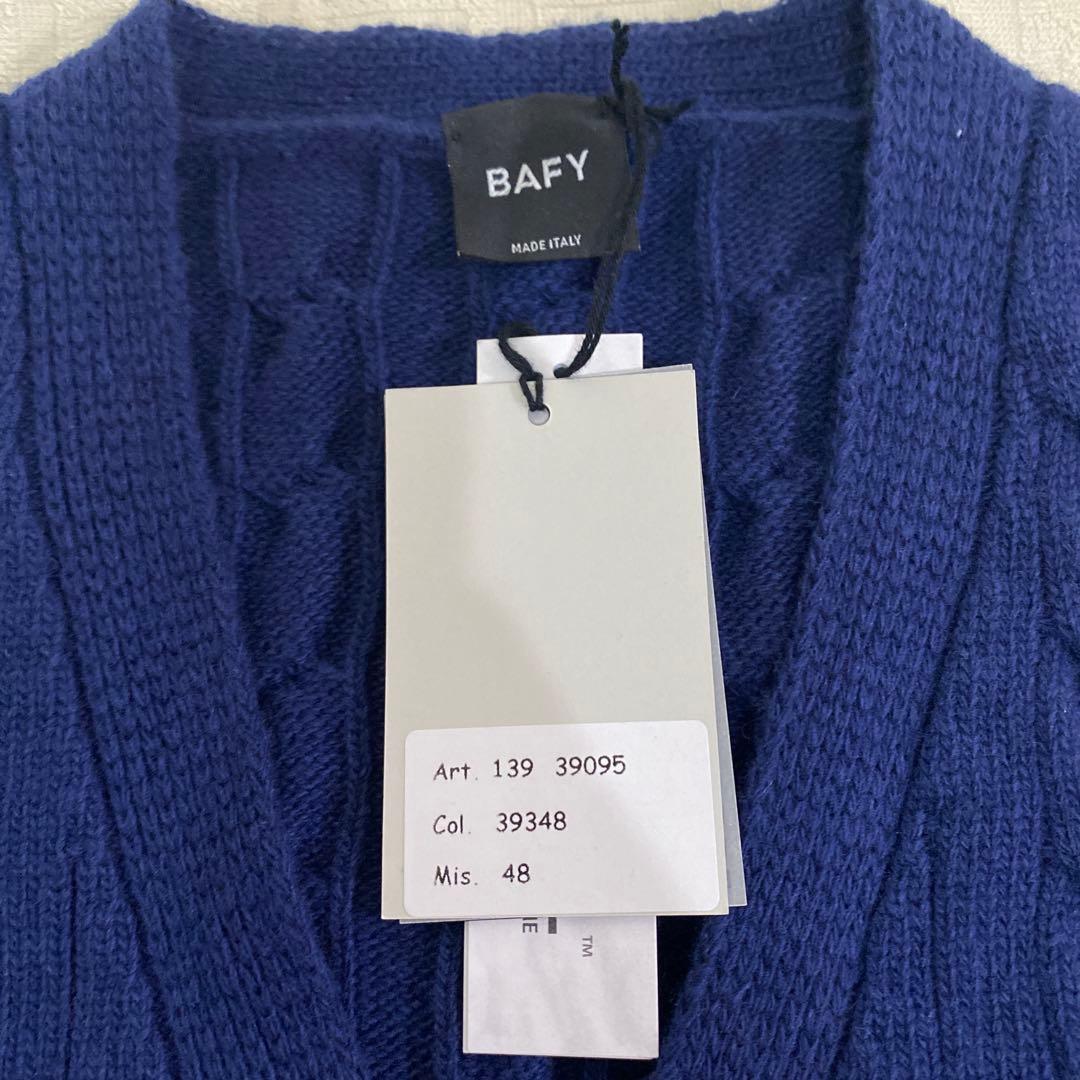 BAFY
MADE ITALY
Art. 139 39095
Col. 39348
Mis. 48
TM